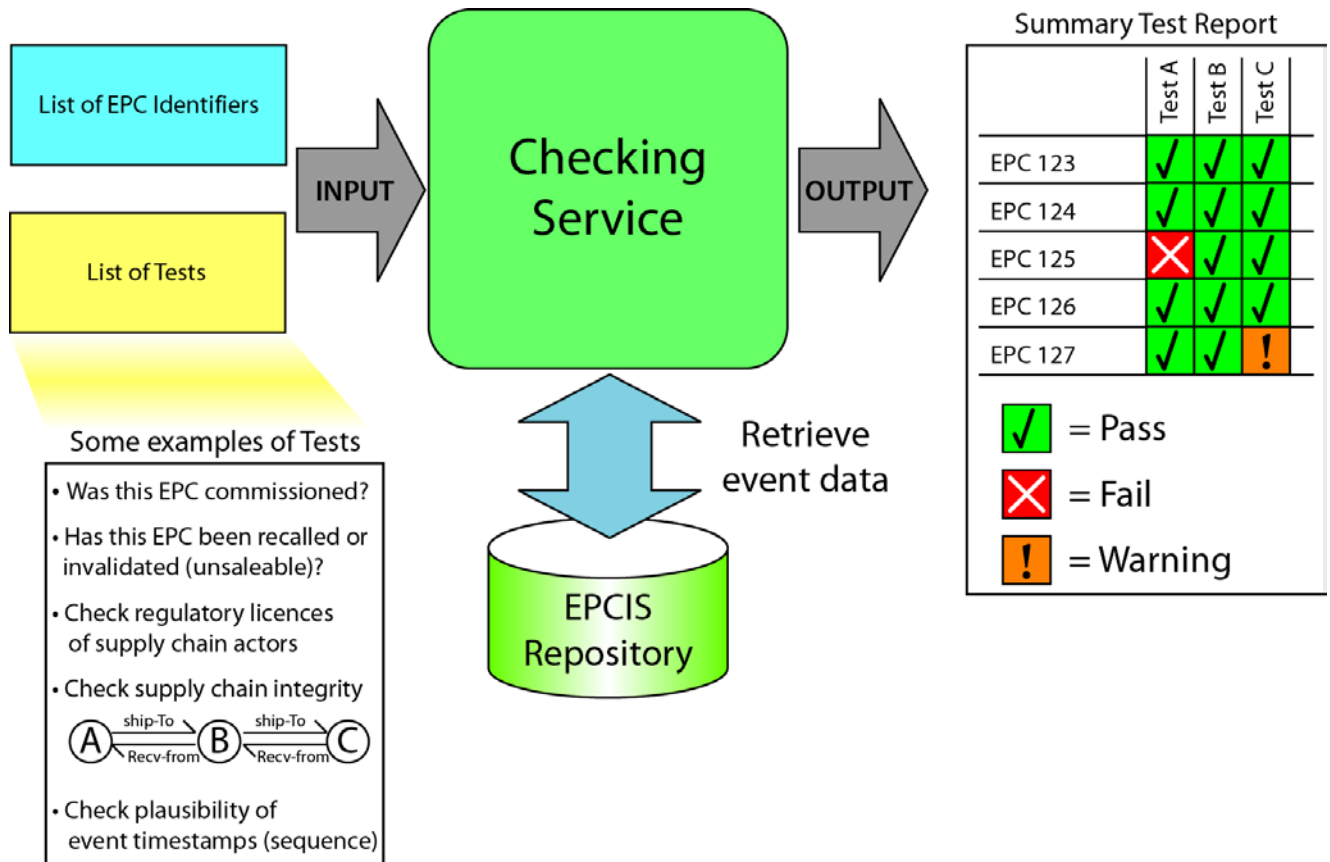 List of EPC Identifiers
List of Tests
INPUT
Checking
Service
OUTPUT
Retrieve
event data
EPCIS
Repository
Some examples of Tests
• Was this EPC commissioned?
• Has this EPC been recalled or
invalidated (unsaleable)?
• Check regulatory licences
of supply chain actors
• Check supply chain integrity
ship-To ship-To
A B C
Recv-from Recv-from
• Check plausibility of
event timestamps (sequence)
Summary Test Report
Test A Test B Test C
EPC 123 ✓ ✓ ✓
EPC 124 ✓ ✓ ✓
EPC 125 X ✓ ✓
EPC 126 ✓ ✓ ✓
EPC 127 ✓ ✓ !
✓ = Pass
X = Fail
! = Warning